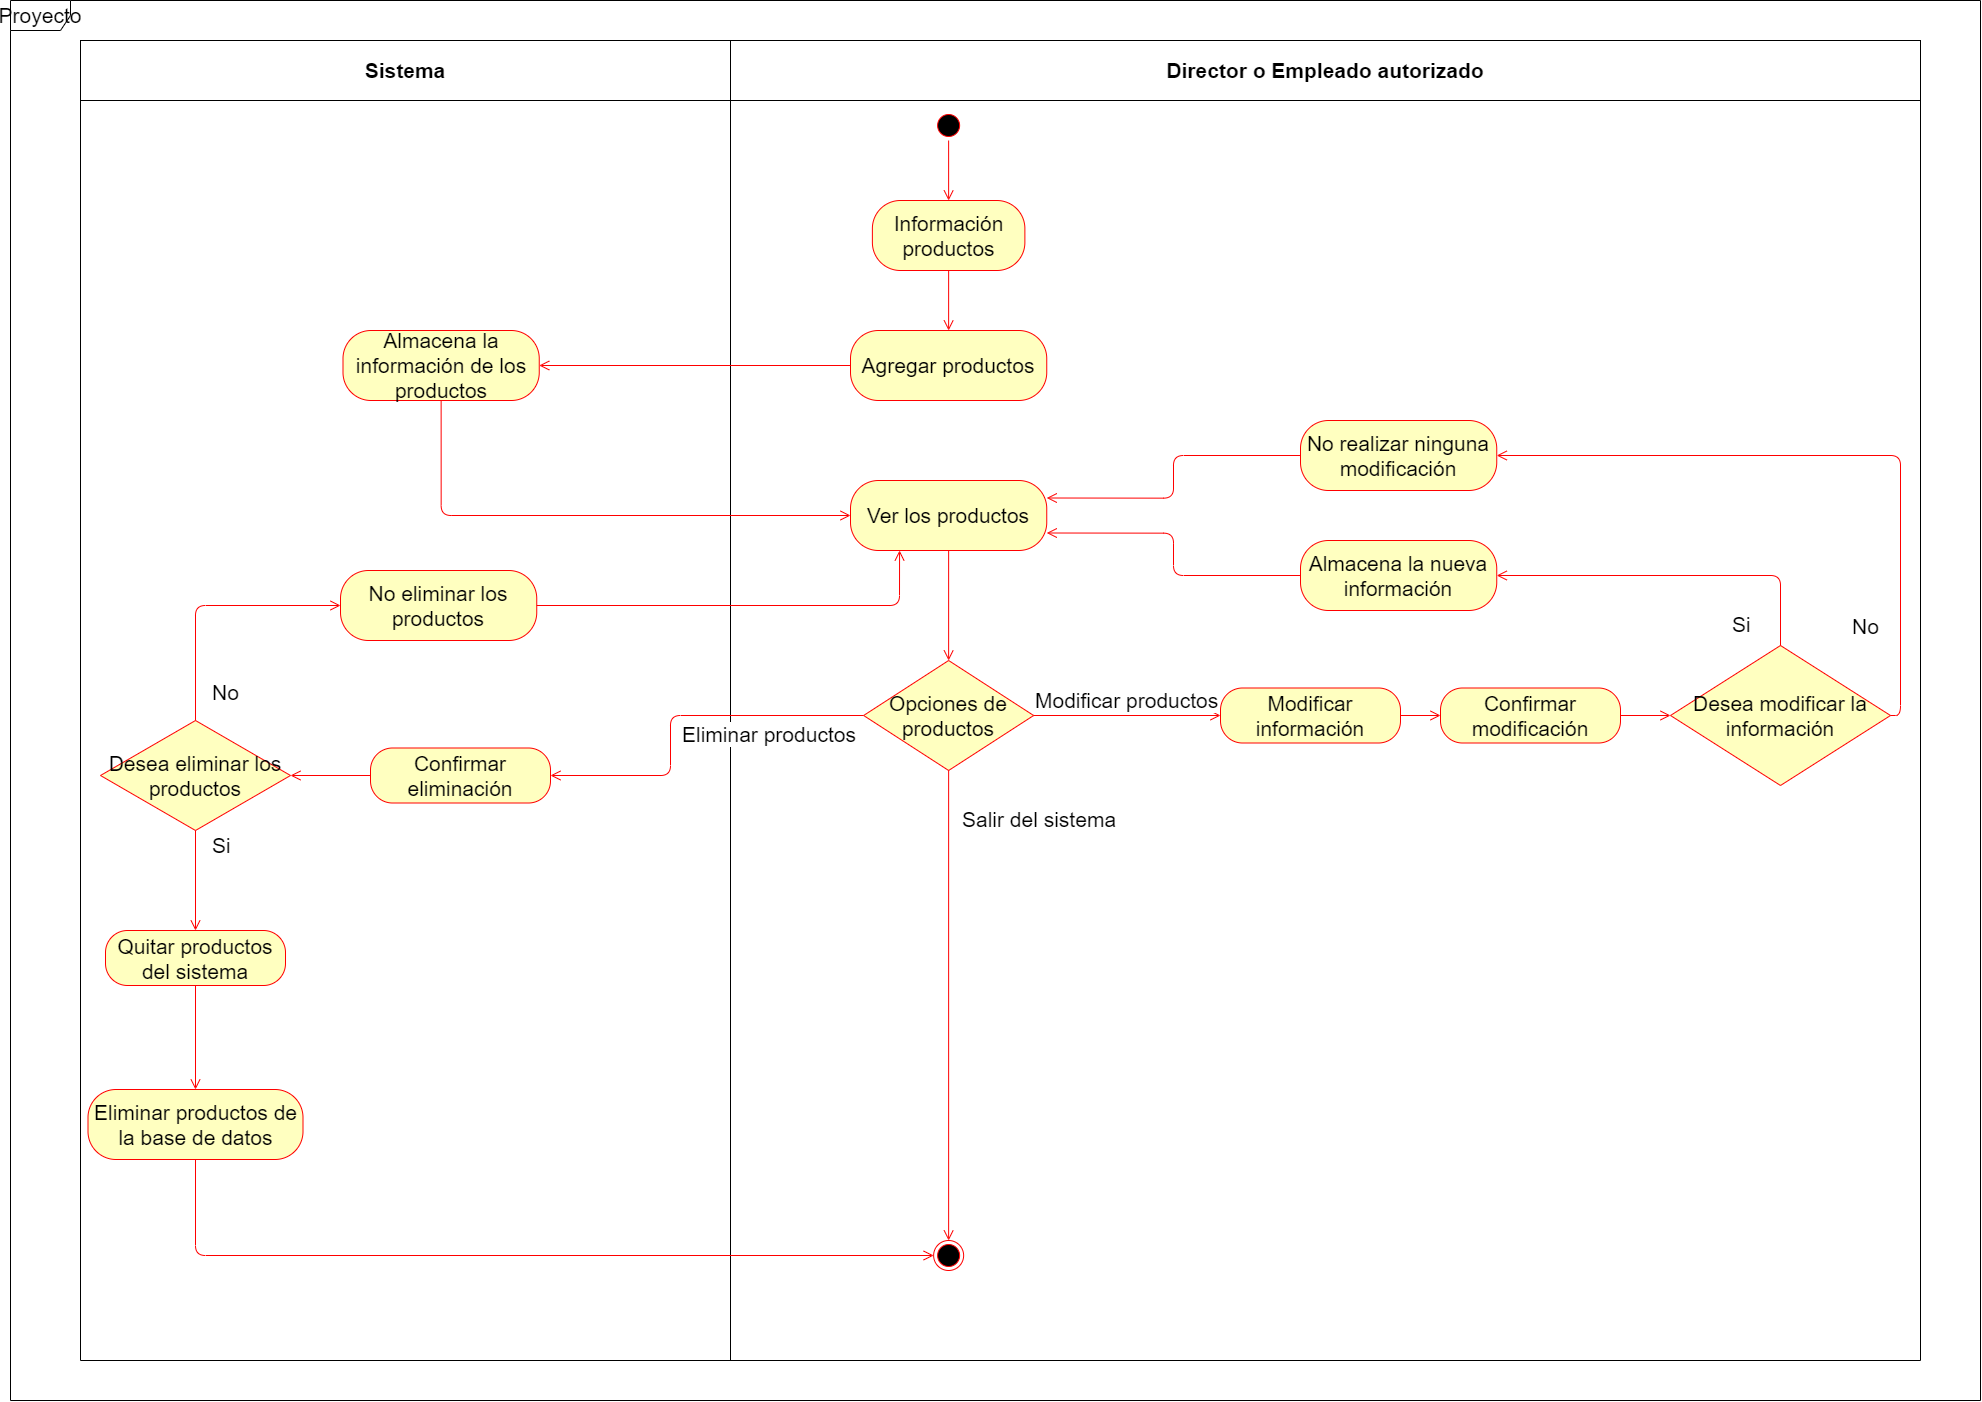 Proyecto
Sistema
Director o Empleado autorizado
Información
productos
Almacena la
información de los
productos
Agregar productos
No realizar ninguna
modificación
Ver los productos
Almacena la nueva
información
No eliminar los
productos
Si
No
No
Opciones de
productos
Modificar productos
Modificar
información
Confirmar
modificación
Desea modificar la
información
Eliminar productos
Desea eliminar los
productos
Confirmar
eliminación
Salir del sistema
Si
Quitar productos
del sistema
Eliminar productos de
la base de datos